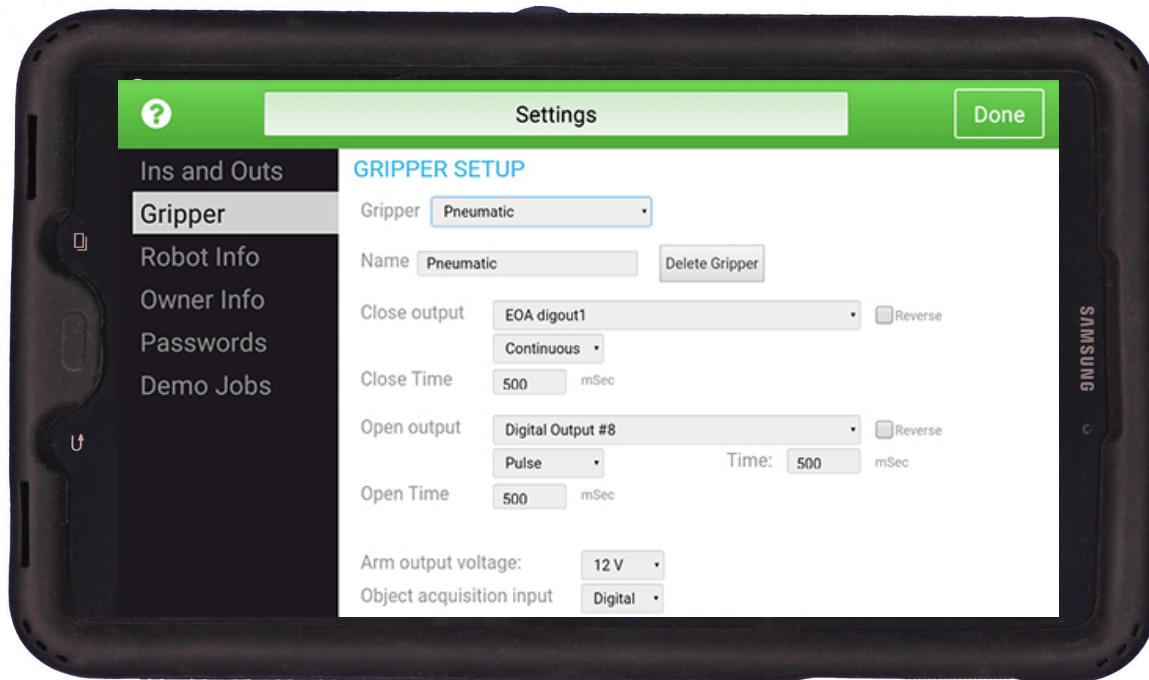 ? Settings Done
Ins and Outs
Gripper
Robot Info
Owner Info
Passwords
Demo Jobs
GRIPPER SETUP
Gripper Pneumatic
Name Pneumatic Delete Gripper
Close output EOA digout1 Reverse
Continuous
Close Time 500 mSec
Open output Digital Output #8 Reverse
Pulse Time: 500 mSec
Open Time 500 mSec
Arm output voltage: 12 V
Object acquisition input Digital
SAMSUNG